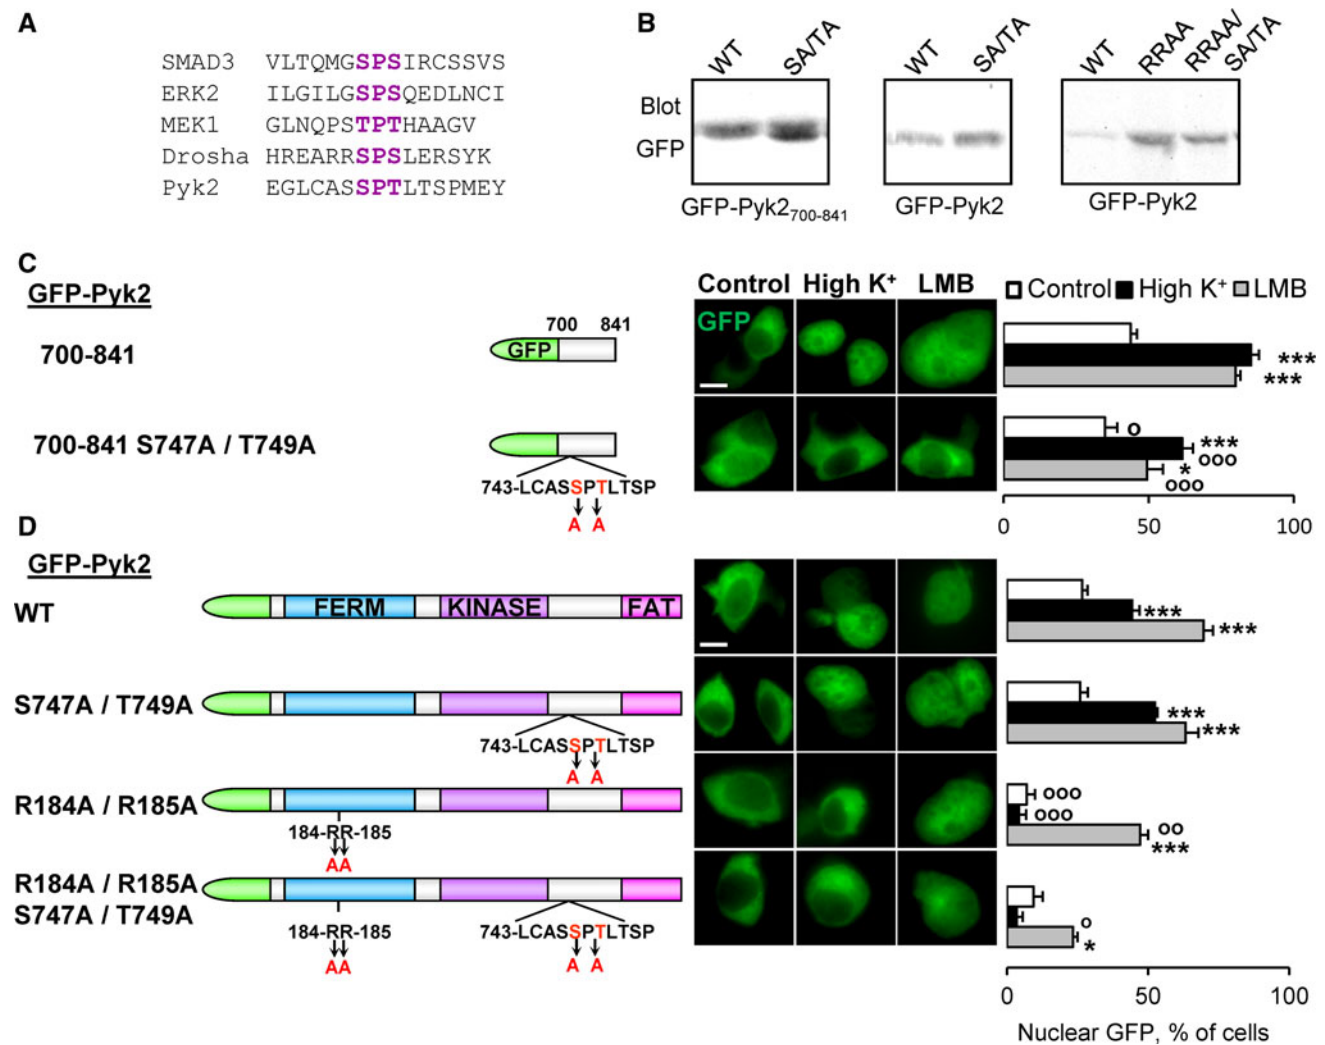 A
SMAD3 VLTQMGSPSIRCSSVS
ERK2 ILGILGSPSQEDLNCI
MEK1 GLNQPSTPTHAAGV
Drosha HREARRSPSLERSYK
Pyk2 EGLCASSPTLTSPMEY
B
WT SA/TA WT SA/TA WT RRAA RRAA/ SA/TA
Blot
GFP
GFP-Pyk2700-841 GFP-Pyk2 GFP-Pyk2
C
GFP-Pyk2
Control High K+ LMB
Control High K+ LMB
700-841
700 841
GFP
GFP
***
***
700-841 S747A / T749A
743-LCASSPTLTSP
A A
o
***
ooo
*
ooo
0 50 100
D
GFP-Pyk2
WT
FERM KINASE FAT
***
***
S747A / T749A
743-LCASSPTLTSP
A A
***
***
R184A / R185A
184-RR-185
AA
ooo
ooo
oo
***
R184A / R185A
S747A / T749A
184-RR-185 743-LCASSPTLTSP
AA A A
o
*
0 50 100
Nuclear GFP, % of cells